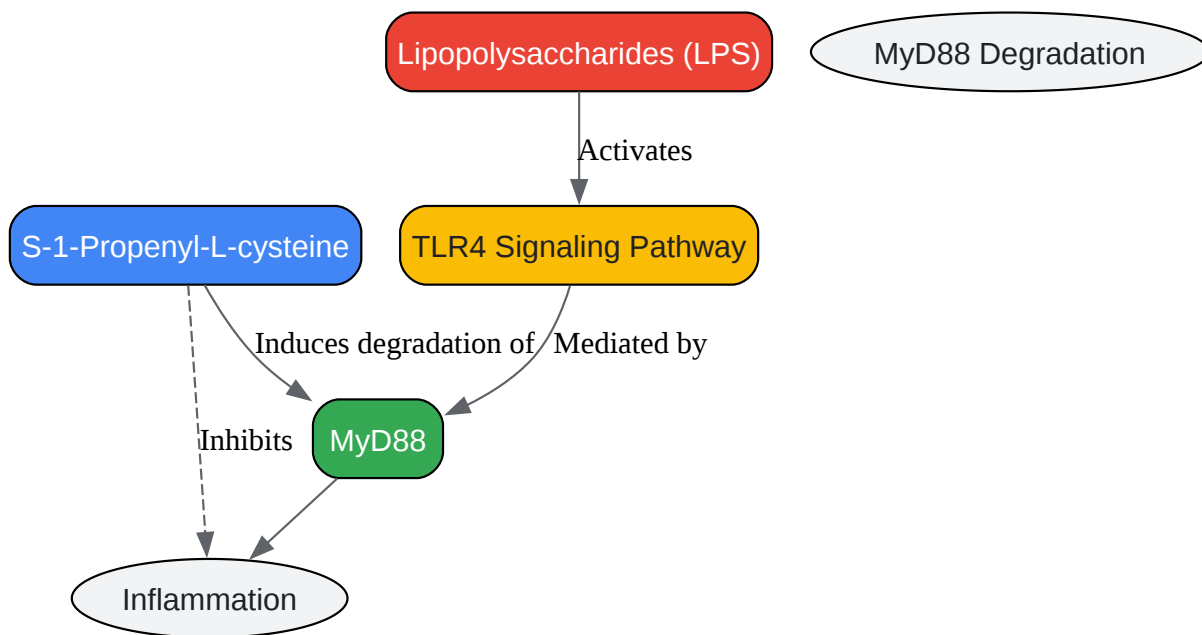 Lipopolysaccharides (LPS)
MyD88 Degradation
Activates
S-1-Propenyl-L-cysteine
TLR4 Signaling Pathway
Induces degradation of
Mediated by
Inhibits
MyD88
Inflammation